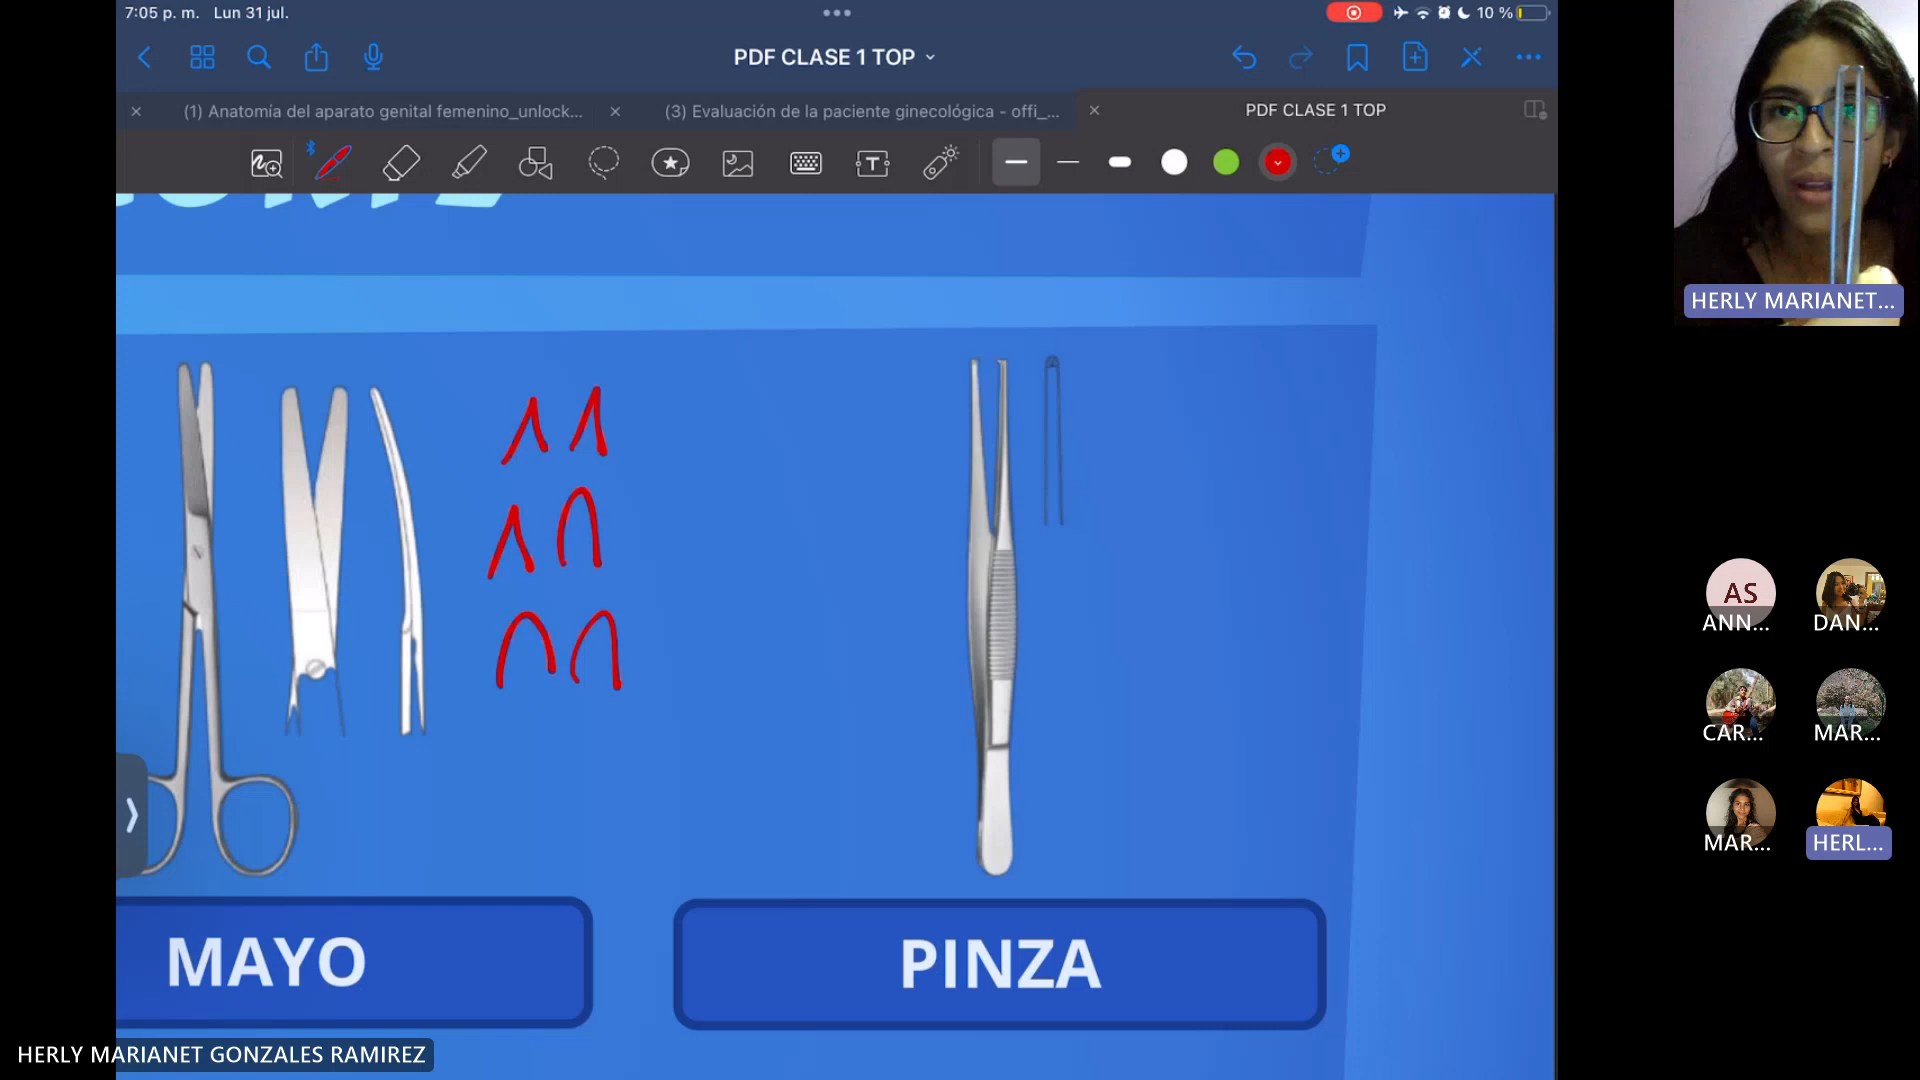 7:05 p. m. Lun 31 jul.
10 %
PDF CLASE 1 TOP
(1) Anatomía del aparato genital femenino_unlock...
(3) Evaluación de la paciente ginecológica - offi_...
PDF CLASE 1 TOP
HERLY MARIANET...
AS
ANN...
DAN...
CAR...
MAR...
MAR...
HERL...
MAYO
PINZA
HERLY MARIANET GONZALES RAMIREZ